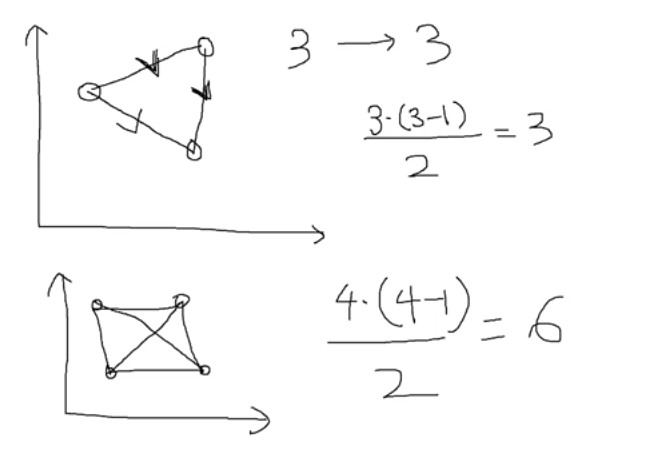 3 → 3
3·(3-1)/2 = 3
4·(4-1)/2 = 6